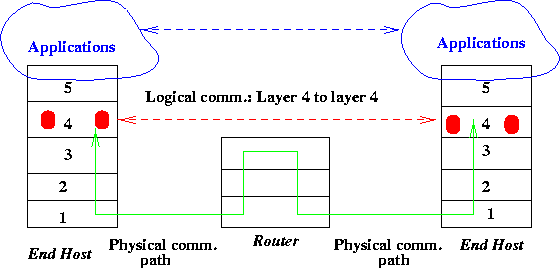 Applications
Applications
5
5
Logical comm.: Layer 4 to layer 4
4
4
3
3
2
2
1
1
End Host
Physical comm.
path
Router
Physical comm.
path
End Host